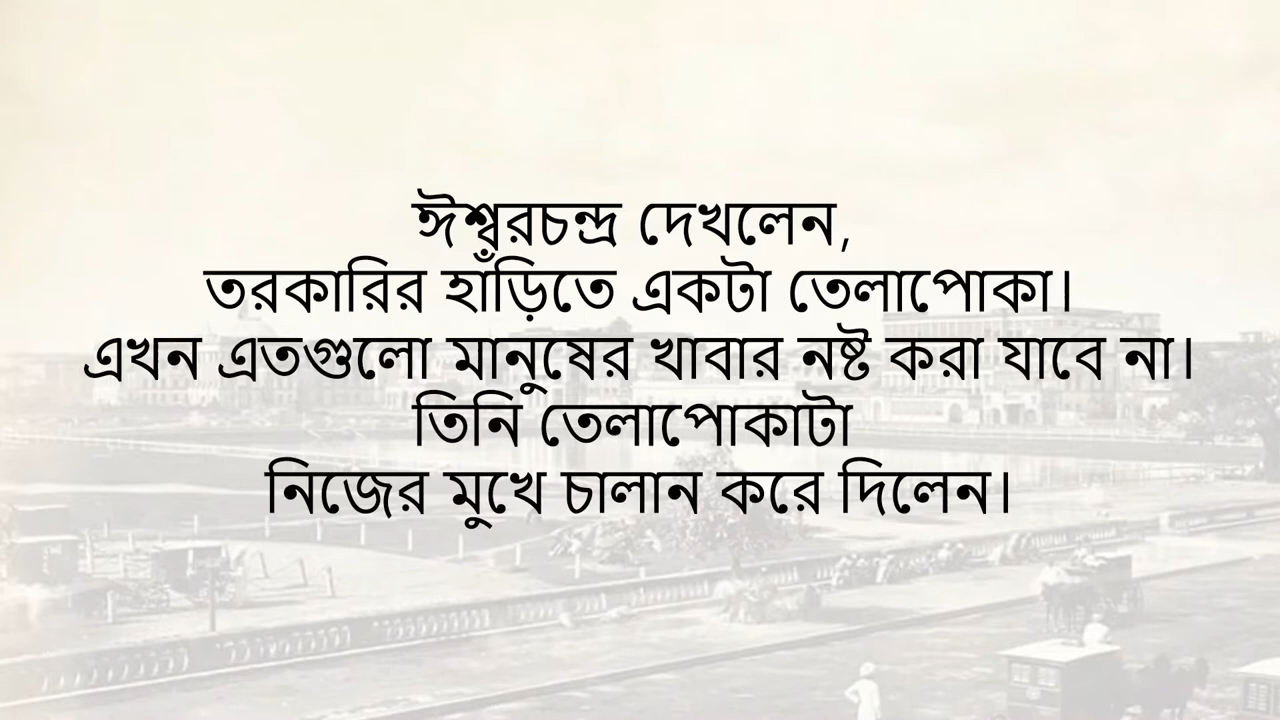 ঈশ্বরচন্দ্র দেখলেন,
তরকারির হাঁড়িতে একটা তেলাপোকা।
এখন এতগুলো মানুষের খাবার নষ্ট করা যাবে না।
তিনি তেলাপোকাটা
নিজের মুখে চালান করে দিলেন।